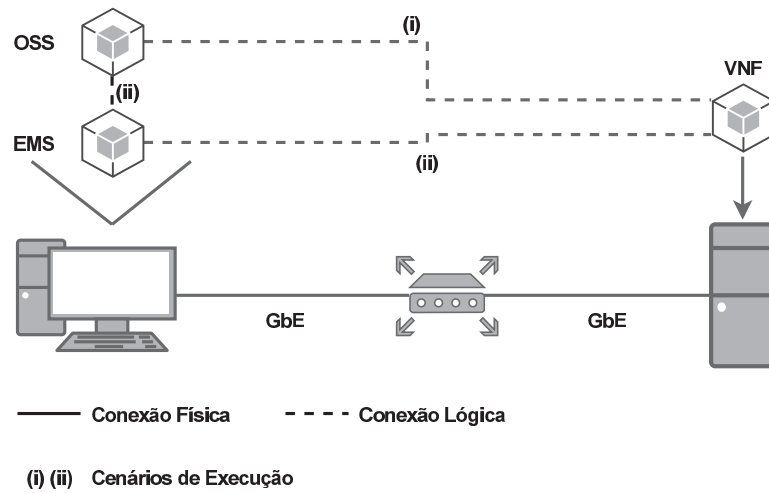 OSS
(i)
VNF
(ii)
EMS
(ii)
GbE
GbE
Conexão Física
Conexão Lógica
(i) (ii) Cenários de Execução